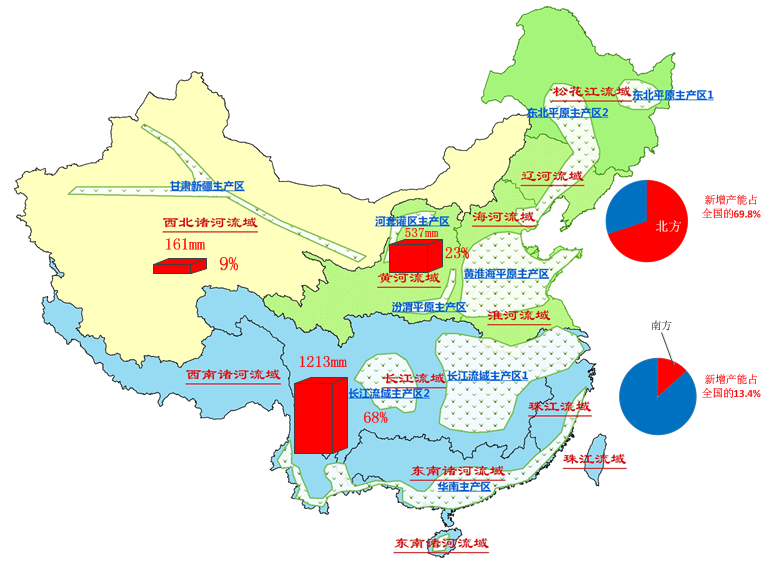 松花江流域
东北平原主产区1
东北平原主产区2
辽河流域
甘肃新疆主产区
新增产能占
全国的69.8%
北方
西北诸河流域
河套灌区主产区
海河流域
161mm
9%
537mm
23%
黄河流域
黄淮海平原主产区
汾渭平原主产区
淮河流域
南方
1213mm
西南诸河流域
长江流域
长江流域主产区1
长江流域主产区2
新增产能占
全国的13.4%
68%
珠江流域
东南诸河流域
珠江流域
华南主产区
东南诸河流域